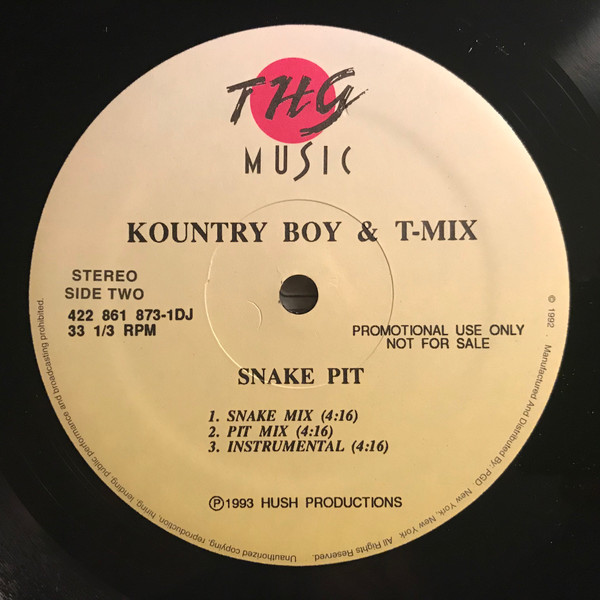 THG
MUSIC
KOUNTRY BOY & T-MIX
STEREO
SIDE TWO
422 861 873-1DJ
33 1/3 RPM
PROMOTIONAL USE ONLY
NOT FOR SALE
SNAKE PIT
1. SNAKE MIX (4:16)
2. PIT MIX (4:16)
3. INSTRUMENTAL (4:16)
℗1993 HUSH PRODUCTIONS
© 1992 . Manufactured And Distributed By: PGD. New York, New York. All Rights Reserved.
Unauthorized copying, reproduction, hiring, lending, public performance and broadcasting prohibited.